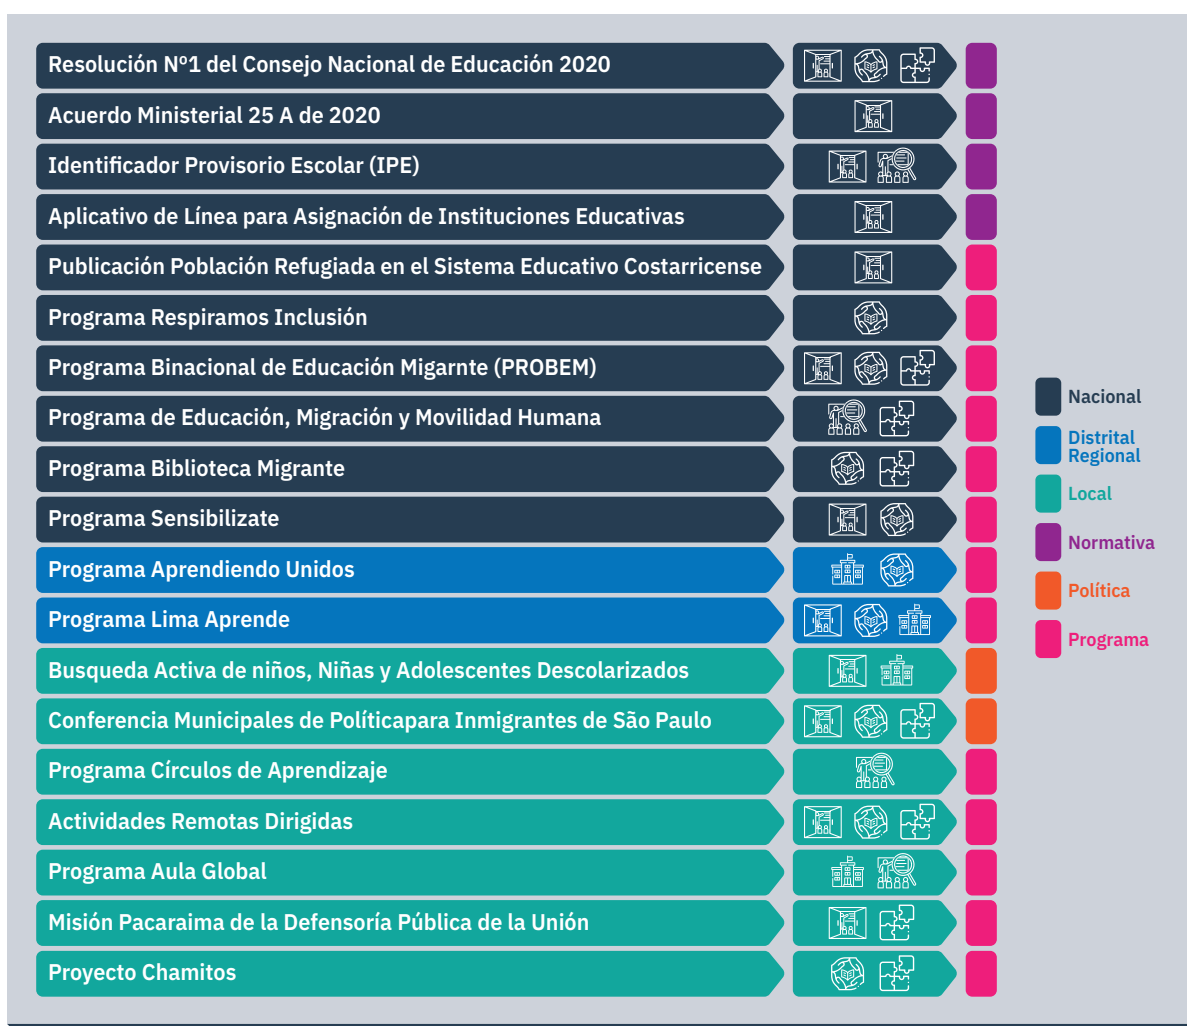 Resolución Nº1 del Consejo Nacional de Educación 2020
Acuerdo Ministerial 25 A de 2020
Identificador Provisorio Escolar (IPE)
Aplicativo de Línea para Asignación de Instituciones Educativas
Publicación Población Refugiada en el Sistema Educativo Costarricense
Programa Respiramos Inclusión
Programa Binacional de Educación Migarnte (PROBEM)
Programa de Educación, Migración y Movilidad Humana
Programa Biblioteca Migrante
Programa Sensibilizate
Programa Aprendiendo Unidos
Programa Lima Aprende
Busqueda Activa de niños, Niñas y Adolescentes Descolarizados
Conferencia Municipales de Políticapara Inmigrantes de São Paulo
Programa Círculos de Aprendizaje
Actividades Remotas Dirigidas
Programa Aula Global
Misión Pacaraima de la Defensoría Pública de la Unión
Proyecto Chamitos
Nacional
Distrital
Regional
Local
Normativa
Política
Programa